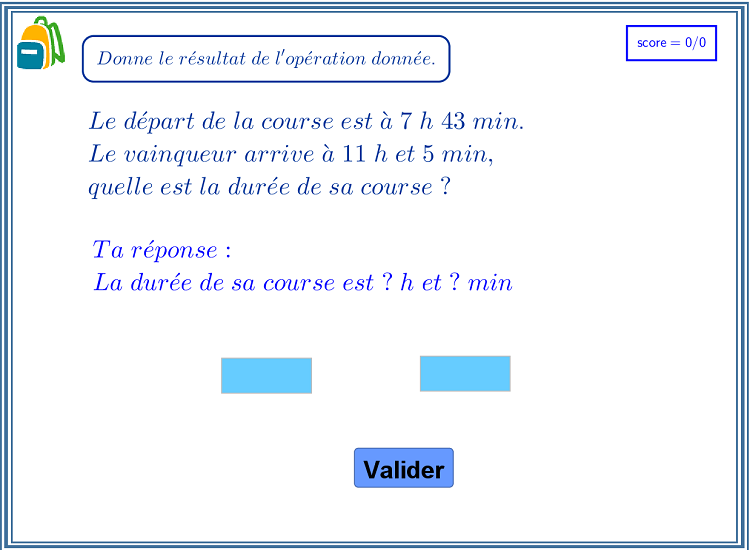 Donne le résultat de l'opération donnée.
score = 0/0
Le départ de la course est à 7 h 43 min.
Le vainqueur arrive à 11 h et 5 min,
quelle est la durée de sa course ?
Ta réponse :
La durée de sa course est ? h et ? min
Valider